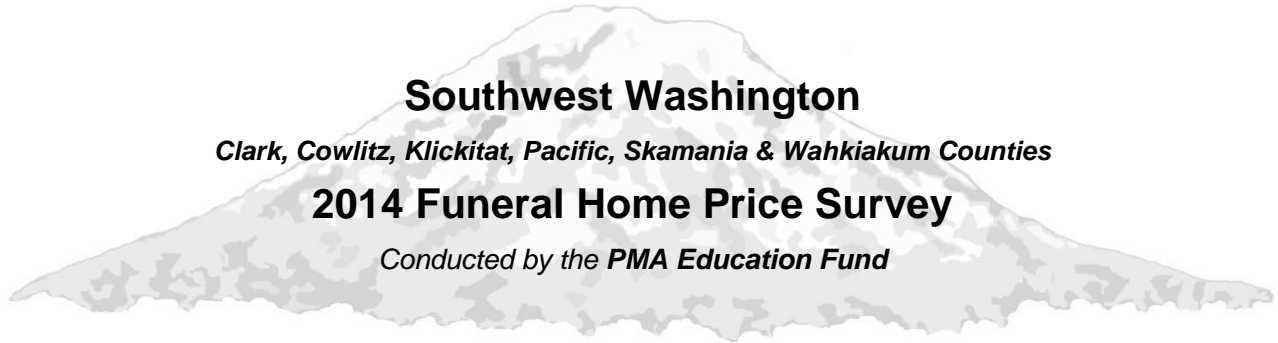 Southwest Washington
Clark, Cowlitz, Klickitat, Pacific, Skamania & Wahkiakum Counties
2014 Funeral Home Price Survey
Conducted by the PMA Education Fund